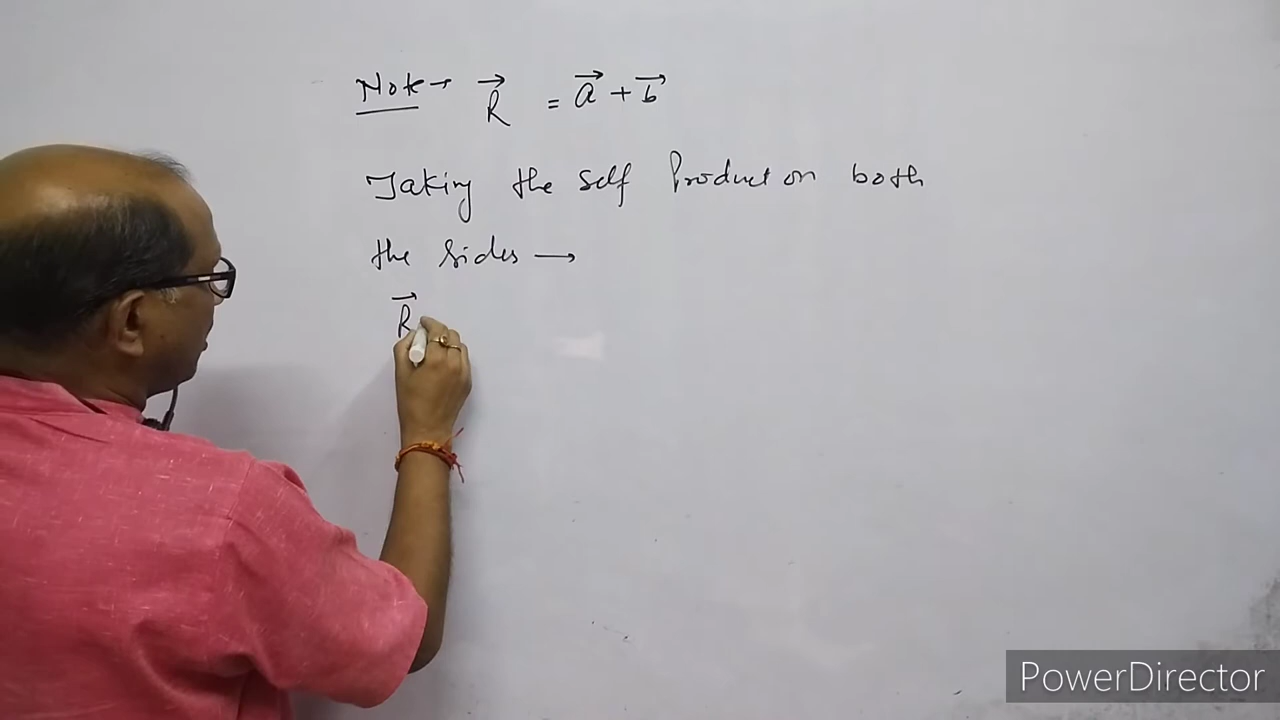 Note → R⃗ = a⃗ + b⃗
Taking the self Product on both
the sides →
R⃗
PowerDirector